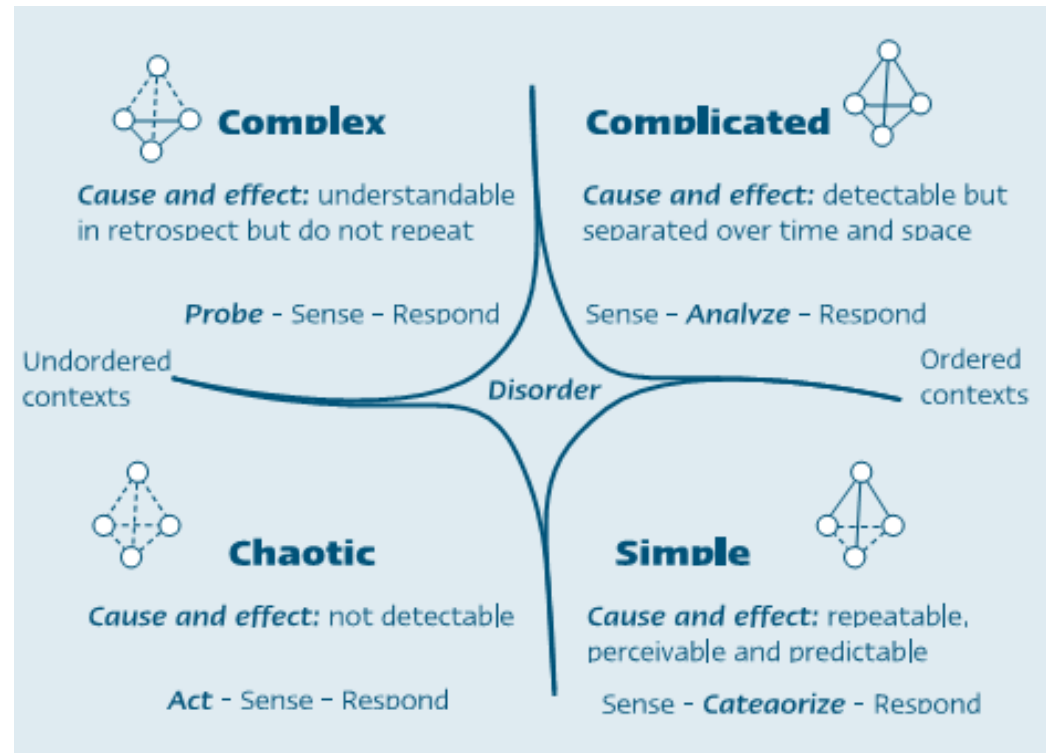 Complex
Cause and effect: understandable
in retrospect but do not repeat
Probe - Sense – Respond
Complicated
Cause and effect: detectable but
separated over time and space
Sense – Analyze – Respond
Undordered
contexts
Disorder
Ordered
contexts
Chaotic
Cause and effect: not detectable
Act - Sense – Respond
Simple
Cause and effect: repeatable,
perceivable and predictable
Sense - Categorize - Respond